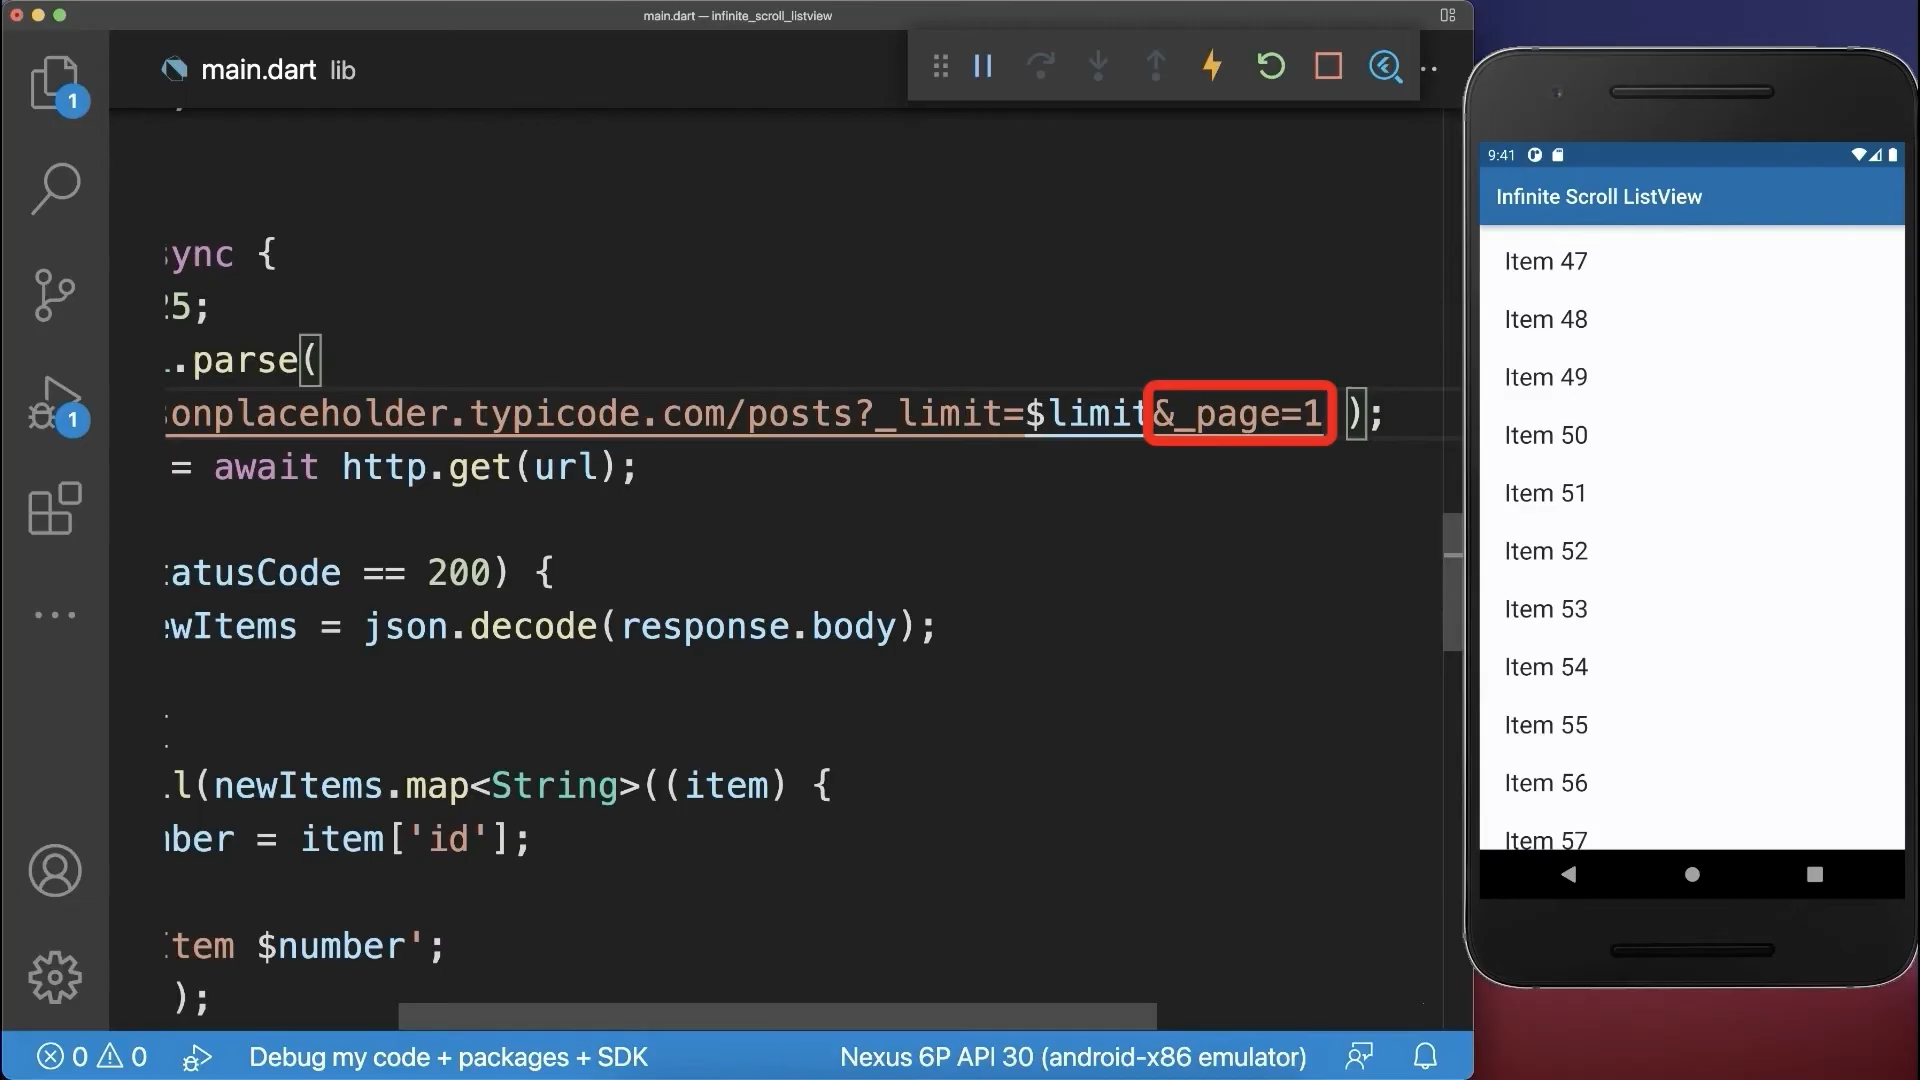 main.dart — infinite_scroll_listview
main.dart lib
1
sync {
25;
.parse(
onplaceholder.typicode.com/posts?_limit=$limit&_page=1 );
= await http.get(url);
1
atusCode == 200) {
wItems = json.decode(response.body);
l(newItems.map<String>((item) {
mber = item['id'];
tem $number';
);
0 0 Debug my code + packages + SDK Nexus 6P API 30 (android-x86 emulator)
9:41
Infinite Scroll ListView
Item 47
Item 48
Item 49
Item 50
Item 51
Item 52
Item 53
Item 54
Item 55
Item 56
Item 57